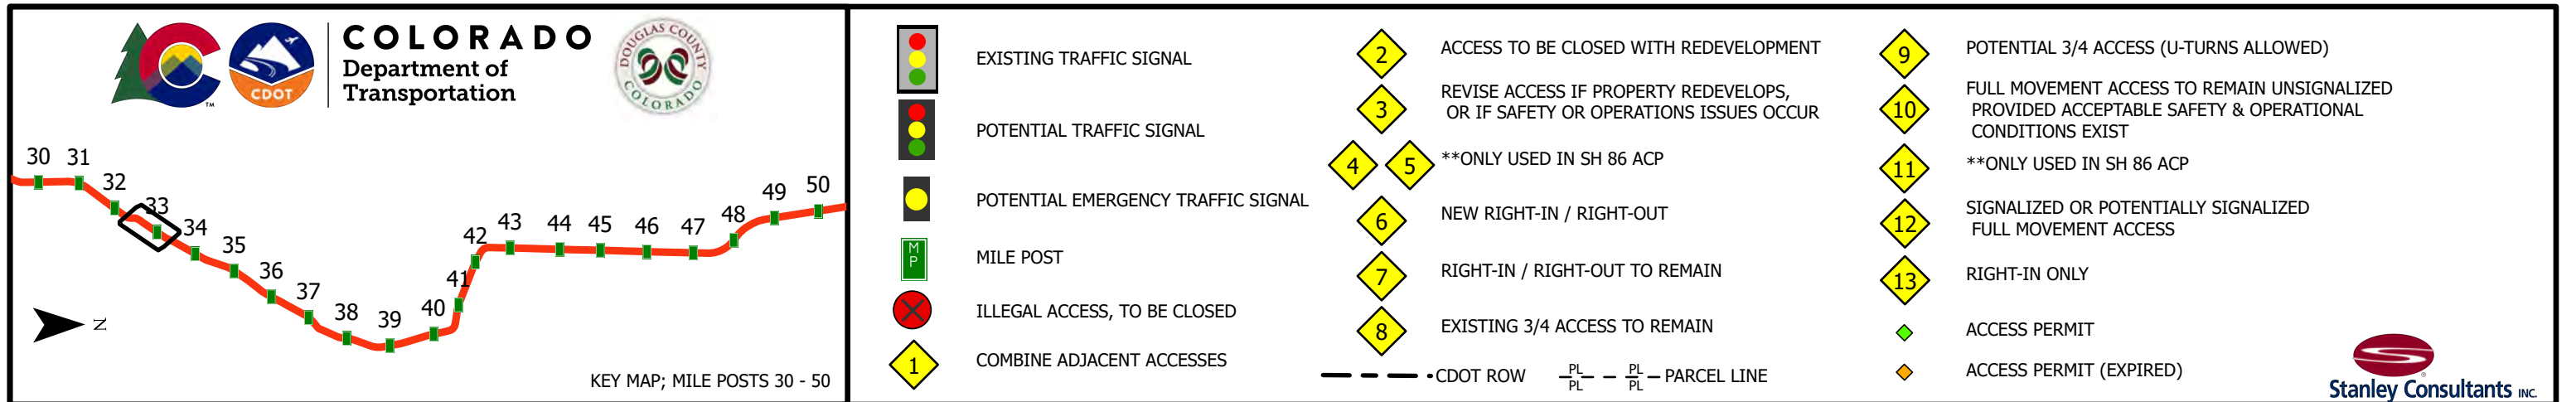 COLORADO
Department of
Transportation
CDOT
TM
DOUGLAS COUNTY
COLORADO
30 31
32
33
34
35
36
37
38
39
40
41
42
43
44
45
46
47
48
49
50
N
KEY MAP; MILE POSTS 30 - 50
EXISTING TRAFFIC SIGNAL
POTENTIAL TRAFFIC SIGNAL
POTENTIAL EMERGENCY TRAFFIC SIGNAL
M
P
MILE POST
ILLEGAL ACCESS, TO BE CLOSED
1 COMBINE ADJACENT ACCESSES
2 ACCESS TO BE CLOSED WITH REDEVELOPMENT
3 REVISE ACCESS IF PROPERTY REDEVELOPS,
OR IF SAFETY OR OPERATIONS ISSUES OCCUR
4 5 **ONLY USED IN SH 86 ACP
6 NEW RIGHT-IN / RIGHT-OUT
7 RIGHT-IN / RIGHT-OUT TO REMAIN
8 EXISTING 3/4 ACCESS TO REMAIN
CDOT ROW
PL PL
PL PL
PARCEL LINE
9 POTENTIAL 3/4 ACCESS (U-TURNS ALLOWED)
10 FULL MOVEMENT ACCESS TO REMAIN UNSIGNALIZED
PROVIDED ACCEPTABLE SAFETY & OPERATIONAL
CONDITIONS EXIST
11 **ONLY USED IN SH 86 ACP
12 SIGNALIZED OR POTENTIALLY SIGNALIZED
FULL MOVEMENT ACCESS
13 RIGHT-IN ONLY
ACCESS PERMIT
ACCESS PERMIT (EXPIRED)
Stanley Consultants INC.